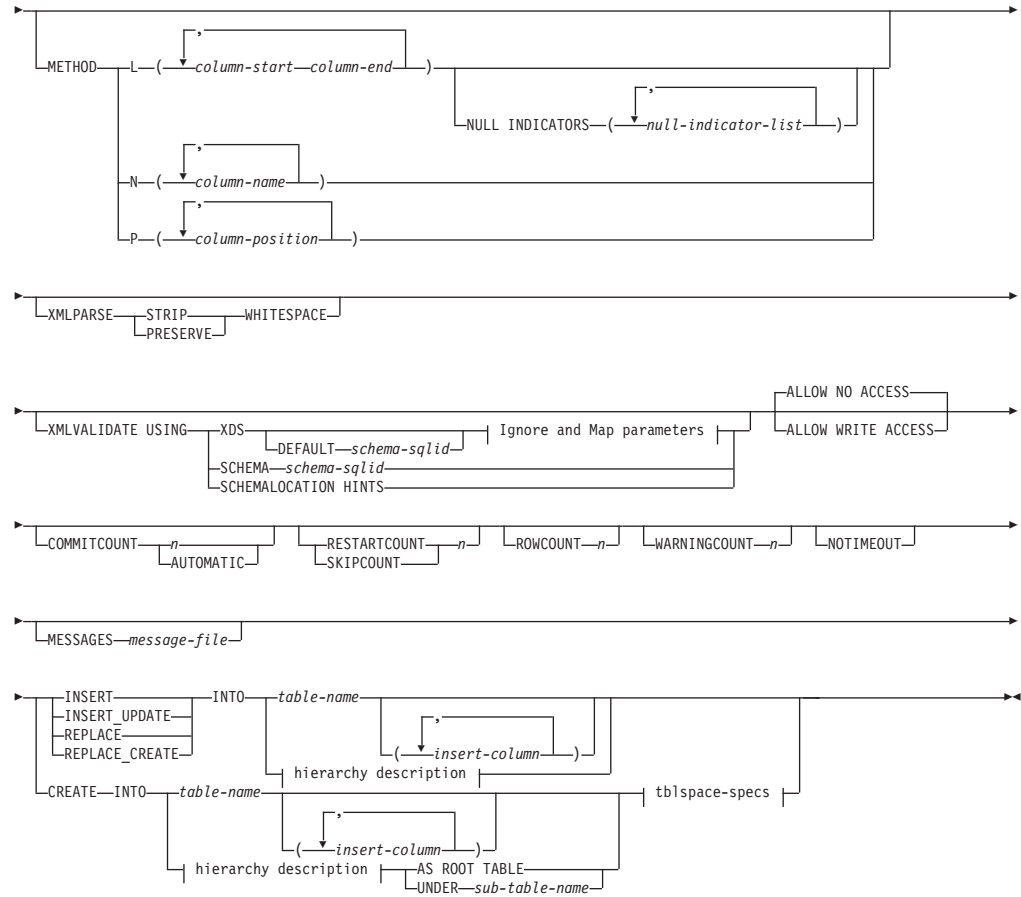 ,
METHOD L ( column-start column-end )
,
NULL INDICATORS ( null-indicator-list )
,
N ( column-name )
,
P ( column-position )
XMLPARSE STRIP WHITESPACE
PRESERVE
ALLOW NO ACCESS
XMLVALIDATE USING XDS Ignore and Map parameters ALLOW WRITE ACCESS
DEFAULT schema-sqlid
SCHEMA schema-sqlid
SCHEMALOCATION HINTS
COMMITCOUNT n RESTARTCOUNT n ROWCOUNT n WARNINGCOUNT n NOTIMEOUT
AUTOMATIC SKIPCOUNT
MESSAGES message-file
INSERT INTO table-name
INSERT_UPDATE ,
REPLACE
REPLACE_CREATE ( insert-column )
hierarchy description
CREATE INTO table-name tblspace-specs
,
( insert-column )
hierarchy description AS ROOT TABLE
UNDER sub-table-name